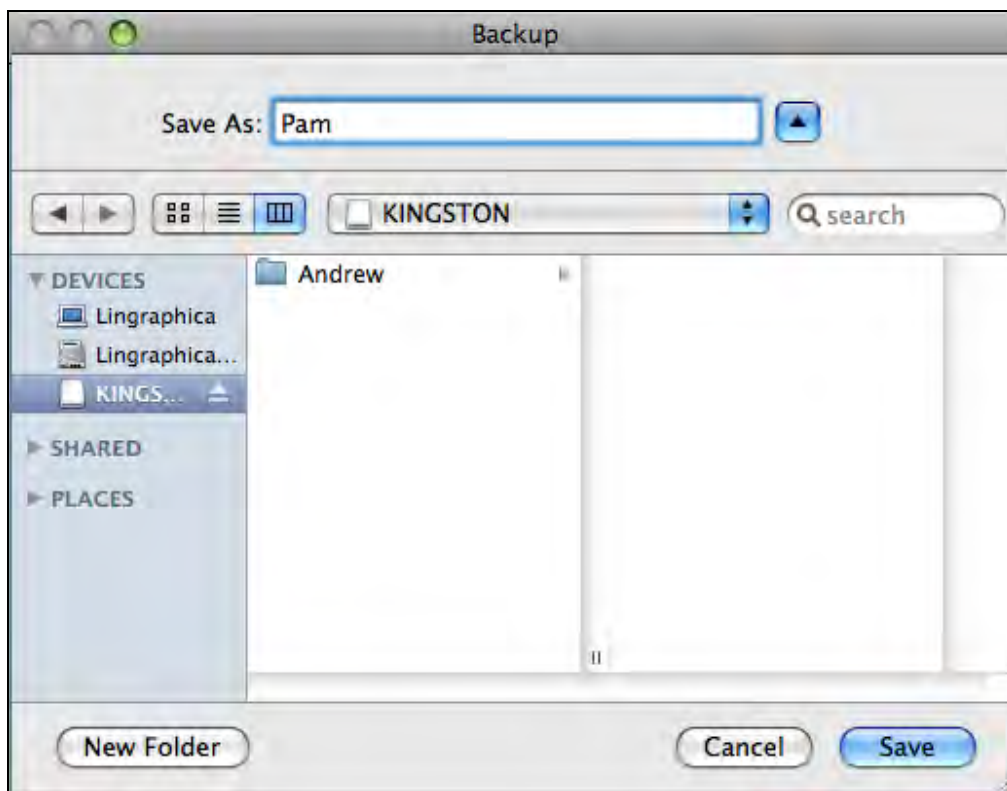 Backup
Save As: Pam
KINGSTON search
DEVICES
Lingraphica
Lingraphica...
KINGS...
SHARED
PLACES
Andrew
New Folder Cancel Save